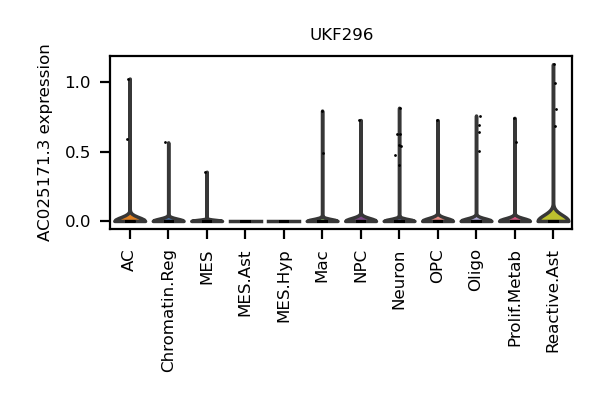 UKF296
AC025171.3 expression
1.0
0.5
0.0
AC
Chromatin.Reg
MES
MES.Ast
MES.Hyp
Mac
NPC
Neuron
OPC
Oligo
Prolif.Metab
Reactive.Ast